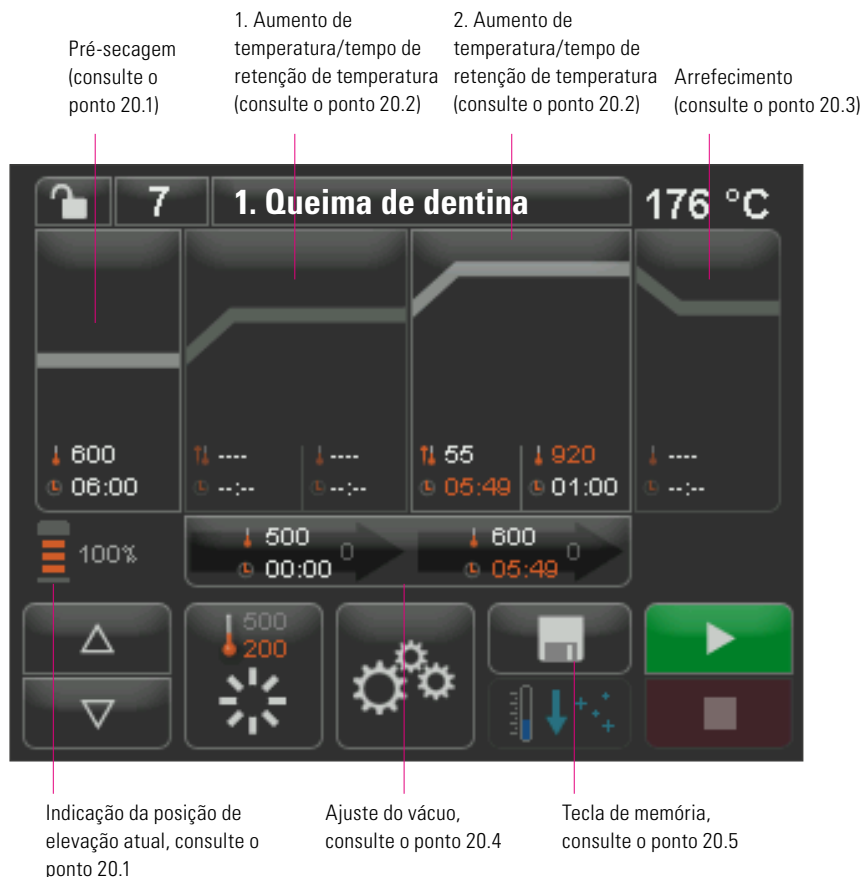 Pré-secagem
(consulte o
ponto 20.1)
1. Aumento de
temperatura/tempo de
retenção de temperatura
(consulte o ponto 20.2)
2. Aumento de
temperatura/tempo de
retenção de temperatura
(consulte o ponto 20.2)
Arrefecimento
(consulte o ponto 20.3)
7
1. Queima de dentina
176 °C
600
06:00
----
--:--
----
--:--
55
05:49
920
01:00
----
--:--
100%
500
00:00
0
600
05:49
0
500
200
Indicação da posição de
elevação atual, consulte o
ponto 20.1
Ajuste do vácuo,
consulte o ponto 20.4
Tecla de memória,
consulte o ponto 20.5